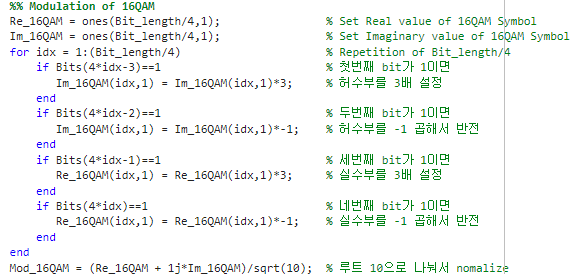 %% Modulation of 16QAM
Re_16QAM = ones(Bit_length/4,1); % Set Real value of 16QAM Symbol
Im_16QAM = ones(Bit_length/4,1); % Set Imaginary value of 16QAM Symbol
for idx = 1:(Bit_length/4) % Repetition of Bit_length/4
if Bits(4*idx-3)==1 % 첫번째 bit가 1이면
Im_16QAM(idx,1) = Im_16QAM(idx,1)*3; % 허수부를 3배 설정
end
if Bits(4*idx-2)==1 % 두번째 bit가 1이면
Im_16QAM(idx,1) = Im_16QAM(idx,1)*-1; % 허수부를 -1 곱해서 반전
end
if Bits(4*idx-1)==1 % 세번째 bit가 1이면
Re_16QAM(idx,1) = Re_16QAM(idx,1)*3; % 실수부를 3배 설정
end
if Bits(4*idx)==1 % 네번째 bit가 1이면
Re_16QAM(idx,1) = Re_16QAM(idx,1)*-1; % 실수부를 -1 곱해서 반전
end
end
Mod_16QAM = (Re_16QAM + 1j*Im_16QAM)/sqrt(10); % 루트 10으로 나눠서 nomalize